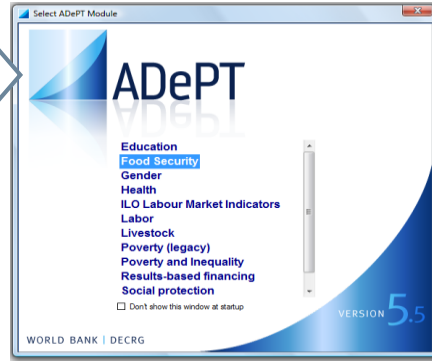 Select ADePT Module
ADePT
Education
Food Security
Gender
Health
ILO Labour Market Indicators
Labor
Livestock
Poverty (legacy)
Poverty and Inequality
Results-based financing
Social protection
Don't show this window at startup
VERSION 5.5
WORLD BANK | DECRG